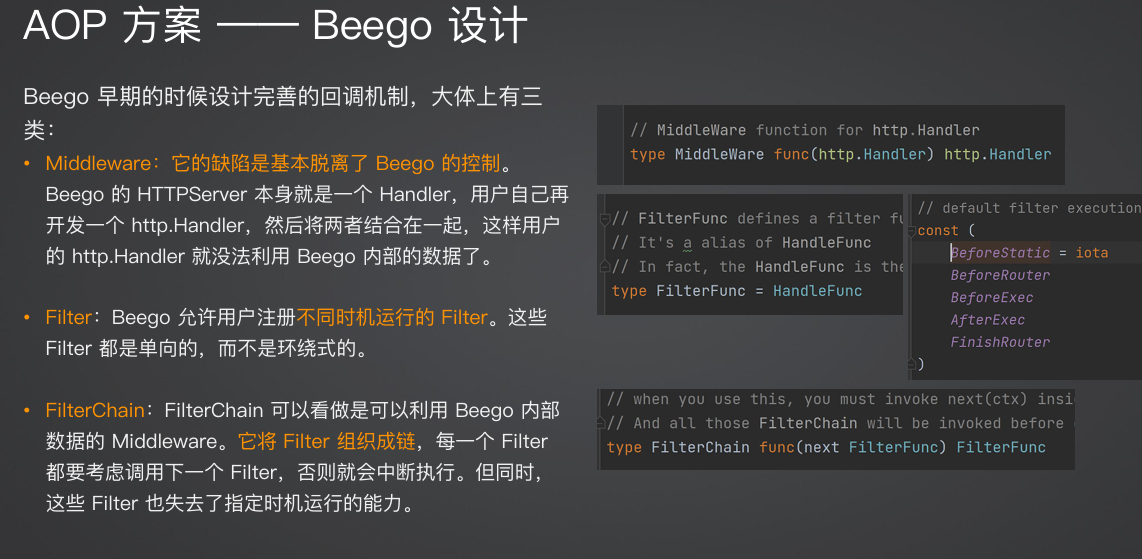 AOP 方案 —— Beego 设计
Beego 早期的时候设计完善的回调机制，大体上有三
类：
• Middleware：它的缺陷是基本脱离了 Beego 的控制。
Beego 的 HTTPServer 本身就是一个 Handler，用户自己再
开发一个 http.Handler，然后将两者结合在一起，这样用户
的 http.Handler 就没法利用 Beego 内部的数据了。
• Filter：Beego 允许用户注册不同时机运行的 Filter。这些
Filter 都是单向的，而不是环绕式的。
• FilterChain：FilterChain 可以看做是可以利用 Beego 内部
数据的 Middleware。它将 Filter 组织成链，每一个 Filter
都要考虑调用下一个 Filter，否则就会中断执行。但同时，
这些 Filter 也失去了指定时机运行的能力。
// MiddleWare function for http.Handler
type MiddleWare func(http.Handler) http.Handler
// FilterFunc defines a filter fu
// It's a alias of HandleFunc
// In fact, the HandleFunc is the
type FilterFunc = HandleFunc
// default filter execution
const (
BeforeStatic = iota
BeforeRouter
BeforeExec
AfterExec
FinishRouter
)
// when you use this, you must invoke next(ctx) insi
// And all those FilterChain will be invoked before
type FilterChain func(next FilterFunc) FilterFunc